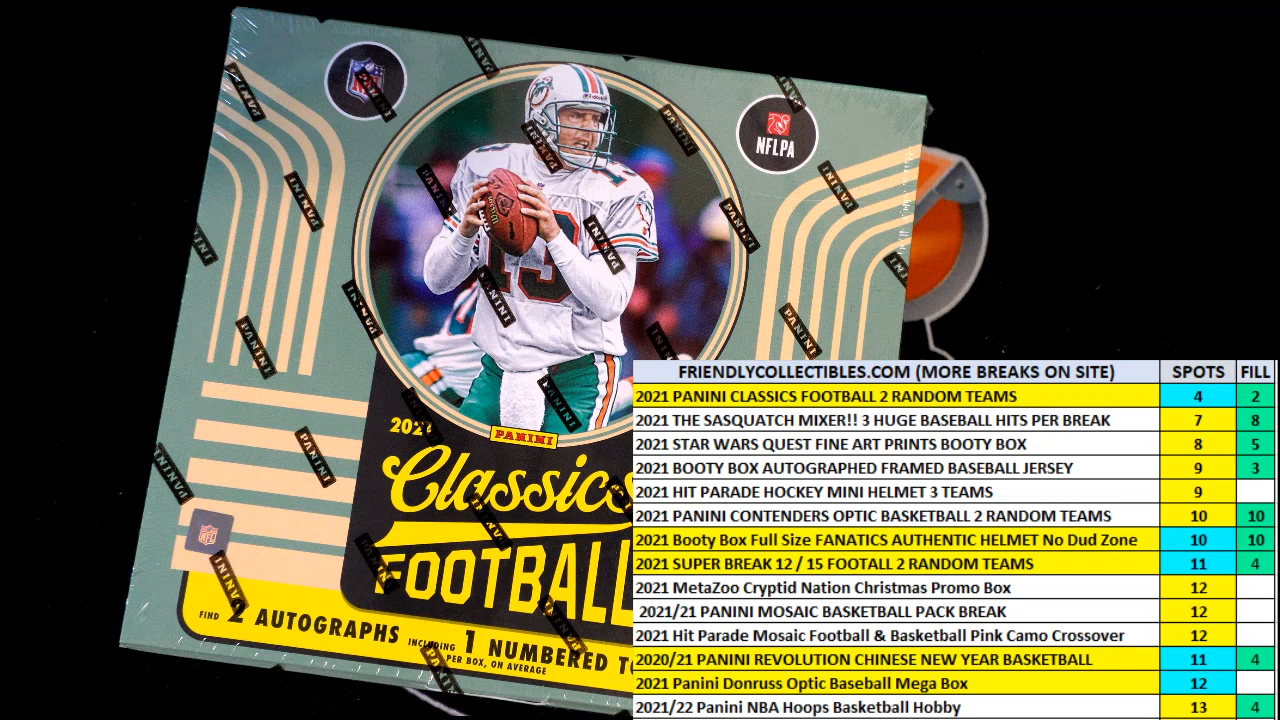 NFL
NFLPA
13
2021
PANINI
Classics
FOOTBALL
FIND 2 AUTOGRAPHS INCLUDING 1 NUMBERED
PER BOX, ON AVERAGE
FRIENDLYCOLLECTIBLES.COM (MORE BREAKS ON SITE) SPOTS FILL
2021 PANINI CLASSICS FOOTBALL 2 RANDOM TEAMS 4 2
2021 THE SASQUATCH MIXER!! 3 HUGE BASEBALL HITS PER BREAK 7 8
2021 STAR WARS QUEST FINE ART PRINTS BOOTY BOX 8 5
2021 BOOTY BOX AUTOGRAPHED FRAMED BASEBALL JERSEY 9 3
2021 HIT PARADE HOCKEY MINI HELMET 3 TEAMS 9
2021 PANINI CONTENDERS OPTIC BASKETBALL 2 RANDOM TEAMS 10 10
2021 Booty Box Full Size FANATICS AUTHENTIC HELMET No Dud Zone 10 10
2021 SUPER BREAK 12 / 15 FOOTALL 2 RANDOM TEAMS 11 4
2021 MetaZoo Cryptid Nation Christmas Promo Box 12
2021/21 PANINI MOSAIC BASKETBALL PACK BREAK 12
2021 Hit Parade Mosaic Football & Basketball Pink Camo Crossover 12
2020/21 PANINI REVOLUTION CHINESE NEW YEAR BASKETBALL 11 4
2021 Panini Donruss Optic Baseball Mega Box 12
2021/22 Panini NBA Hoops Basketball Hobby 13 4